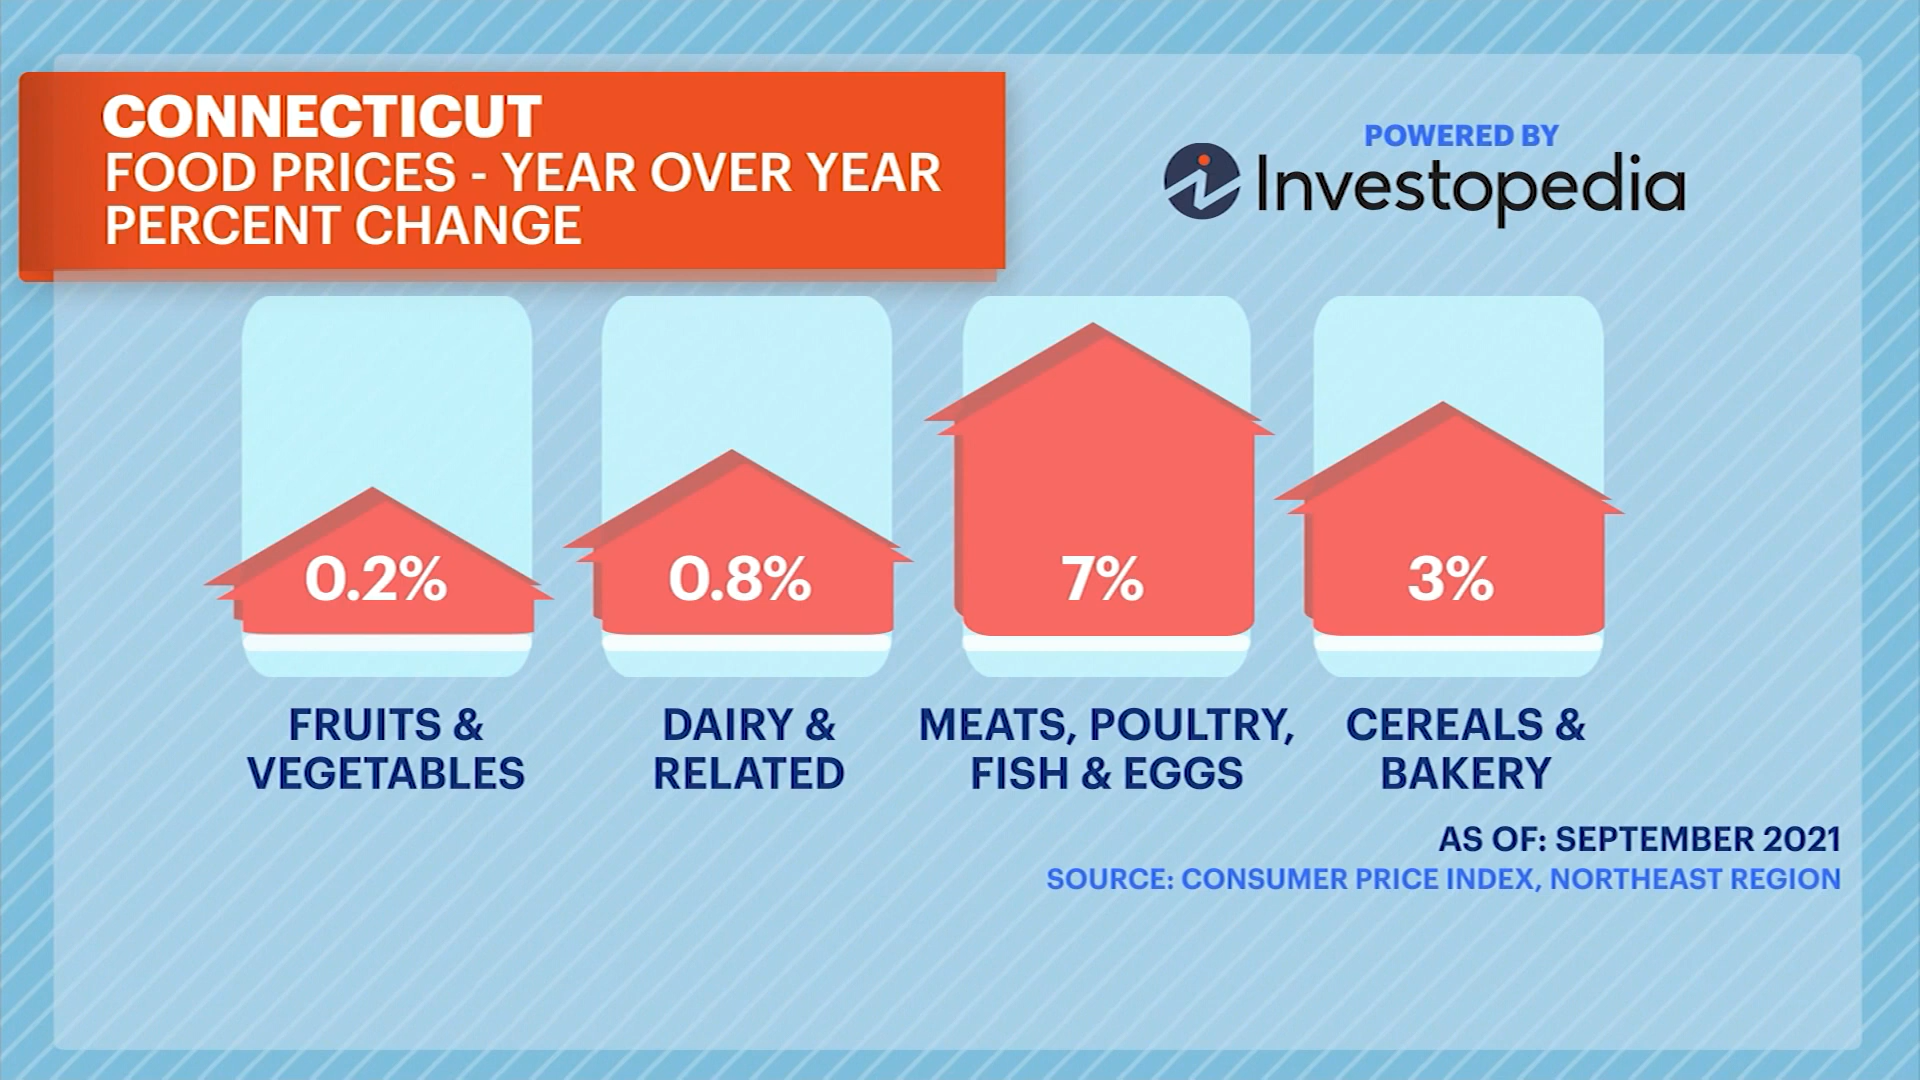 CONNECTICUT
FOOD PRICES - YEAR OVER YEAR
PERCENT CHANGE
POWERED BY
Investopedia
0.2%
0.8%
7%
3%
FRUITS &
VEGETABLES
DAIRY &
RELATED
MEATS, POULTRY,
FISH & EGGS
CEREALS &
BAKERY
AS OF: SEPTEMBER 2021
SOURCE: CONSUMER PRICE INDEX, NORTHEAST REGION